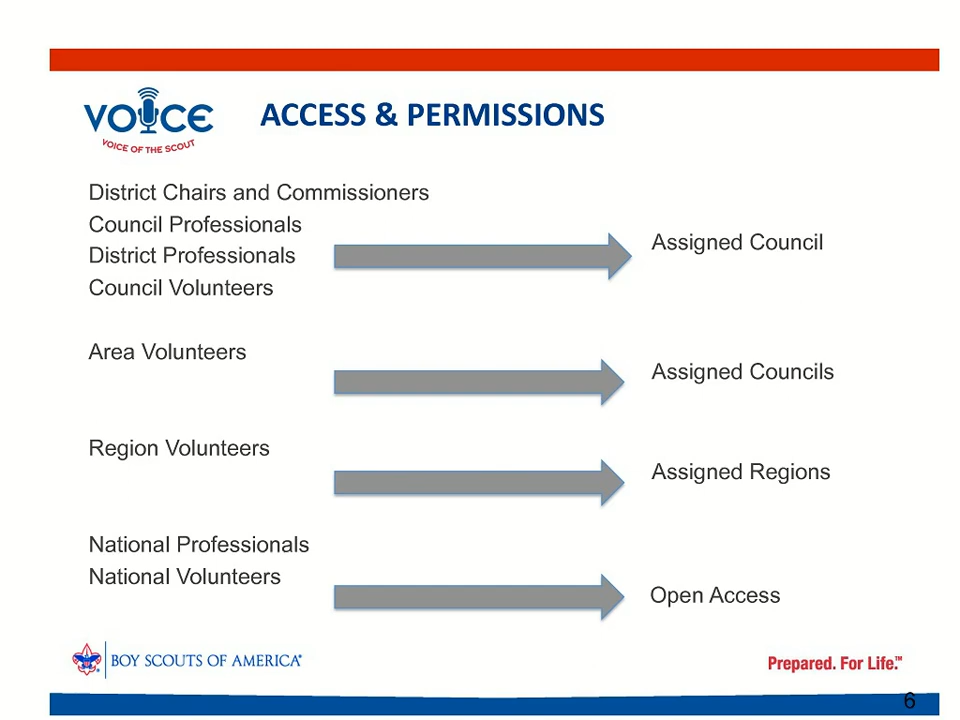 VOICE
VOICE OF THE SCOUT
ACCESS & PERMISSIONS
District Chairs and Commissioners
Council Professionals
District Professionals
Council Volunteers
Assigned Council
Area Volunteers
Assigned Councils
Region Volunteers
Assigned Regions
National Professionals
National Volunteers
Open Access
BOY SCOUTS OF AMERICA®
Prepared. For Life.™
6